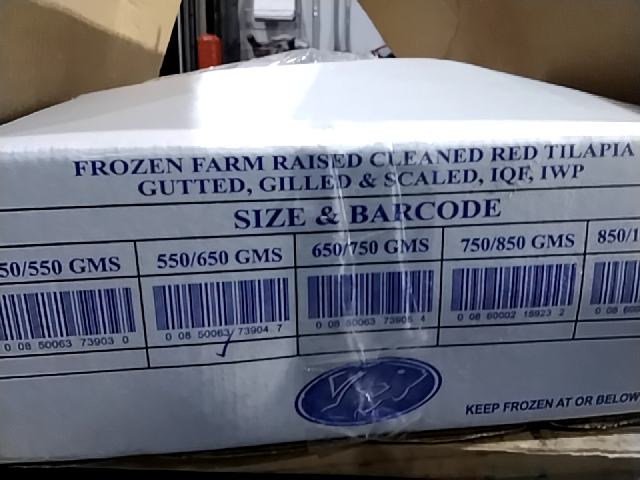 FROZEN FARM RAISED CLEANED RED TILAPIA
GUTTED, GILLED & SCALED, IQF, IWP
SIZE & BARCODE
50/550 GMS 550/650 GMS 650/750 GMS 750/850 GMS 850/1
0 08 50063 73903 0 0 08 50063 73904 7 0 08 50063 73905 4 0 08 60002 15923 2
KEEP FROZEN AT OR BELOW